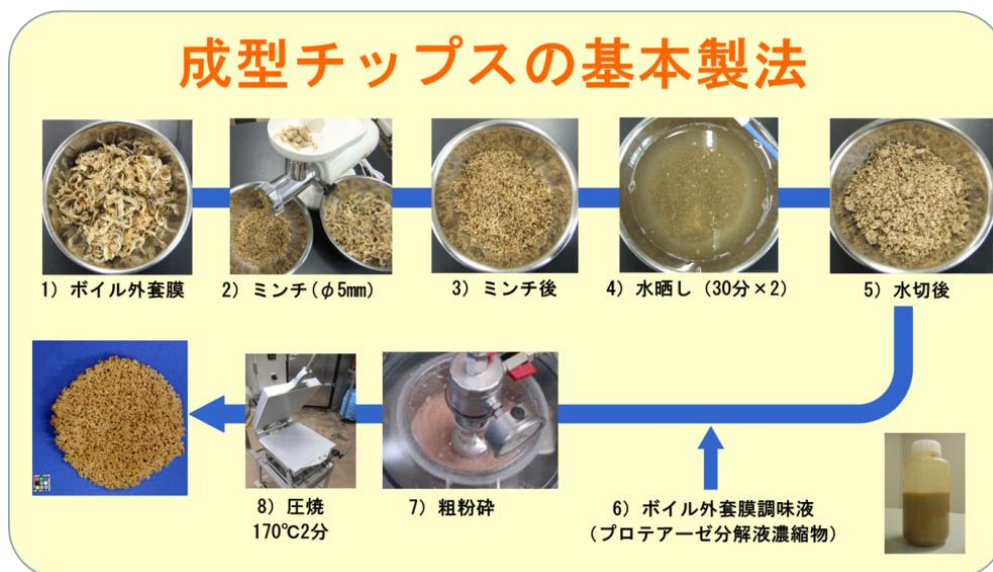 成型チップスの基本製法
1）ボイル外套膜
2）ミンチ（φ5㎜）
3）ミンチ後
4）水晒し（30分×2）
5）水切後
6）ボイル外套膜調味液
（プロテアーゼ分解液濃縮物）
7）粗粉砕
8）圧焼
170℃2分